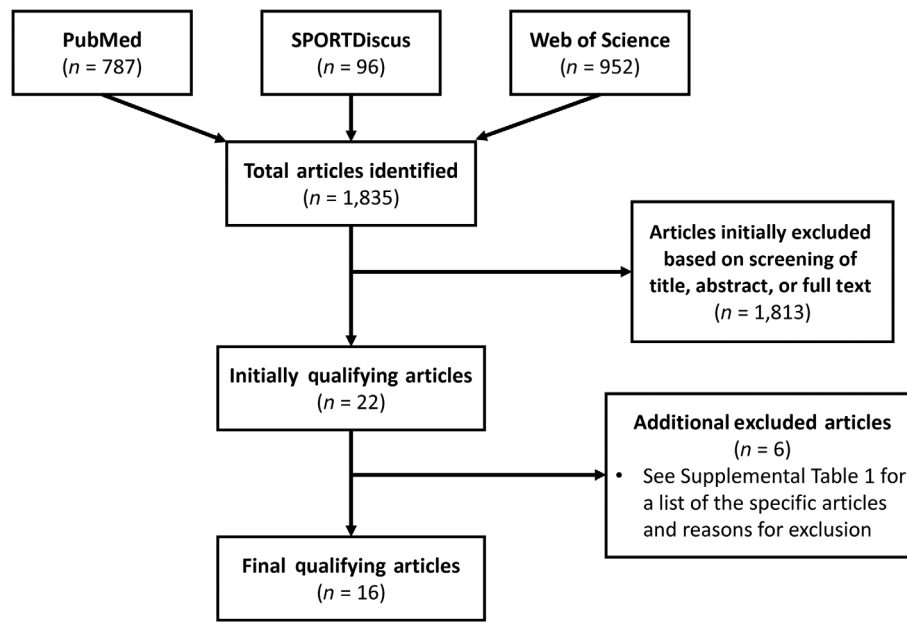 PubMed
(n = 787)
SPORTDiscus
(n = 96)
Web of Science
(n = 952)
Total articles identified
(n = 1,835)
Articles initially excluded
based on screening of
title, abstract, or full text
(n = 1,813)
Initially qualifying articles
(n = 22)
Additional excluded articles
(n = 6)
• See Supplemental Table 1 for
a list of the specific articles
and reasons for exclusion
Final qualifying articles
(n = 16)